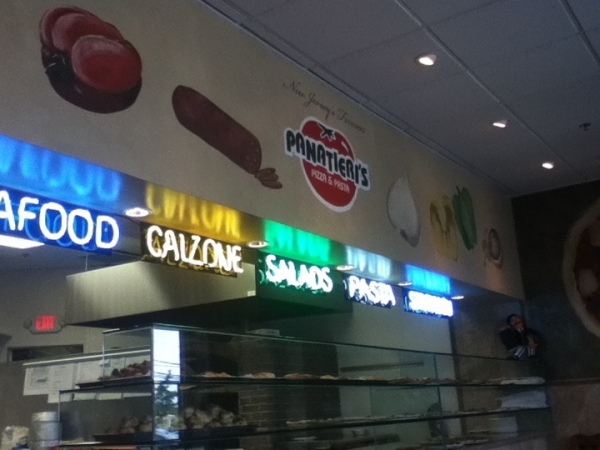 New Jersey's Famous
PANATIERI'S
PIZZA & PASTA
AFOOD
CALZONE
SALADS
PASTA
EXIT